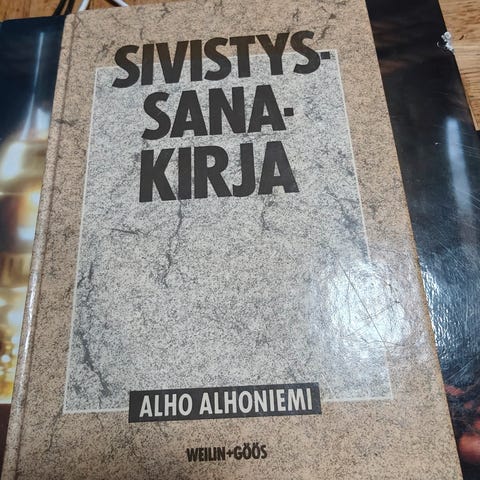 SIVISTYS-
SANA-
KIRJA
ALHO ALHONIEMI
WEILIN+GÖÖS